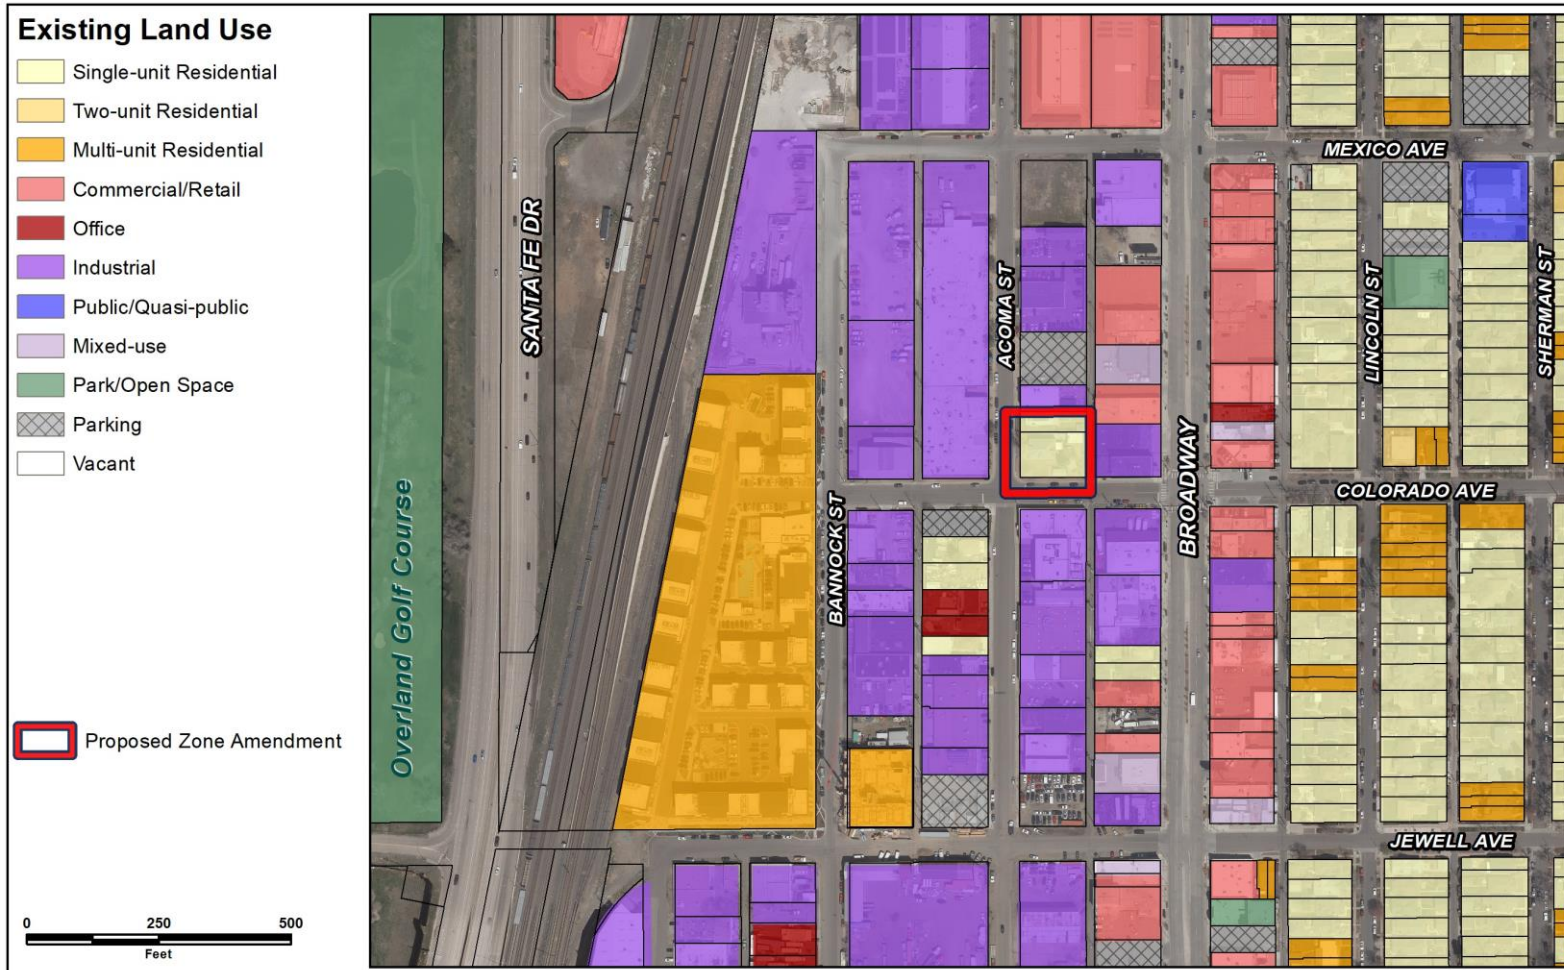 Existing Land Use
Single-unit Residential
Two-unit Residential
Multi-unit Residential
Commercial/Retail
Office
Industrial
Public/Quasi-public
Mixed-use
Park/Open Space
Parking
Vacant
Proposed Zone Amendment
0 250 500
Feet
Overland Golf Course
SANTA FE DR
BANNOCK ST
ACOMA ST
BROADWAY
LINCOLN ST
SHERMAN ST
MEXICO AVE
COLORADO AVE
JEWELL AVE